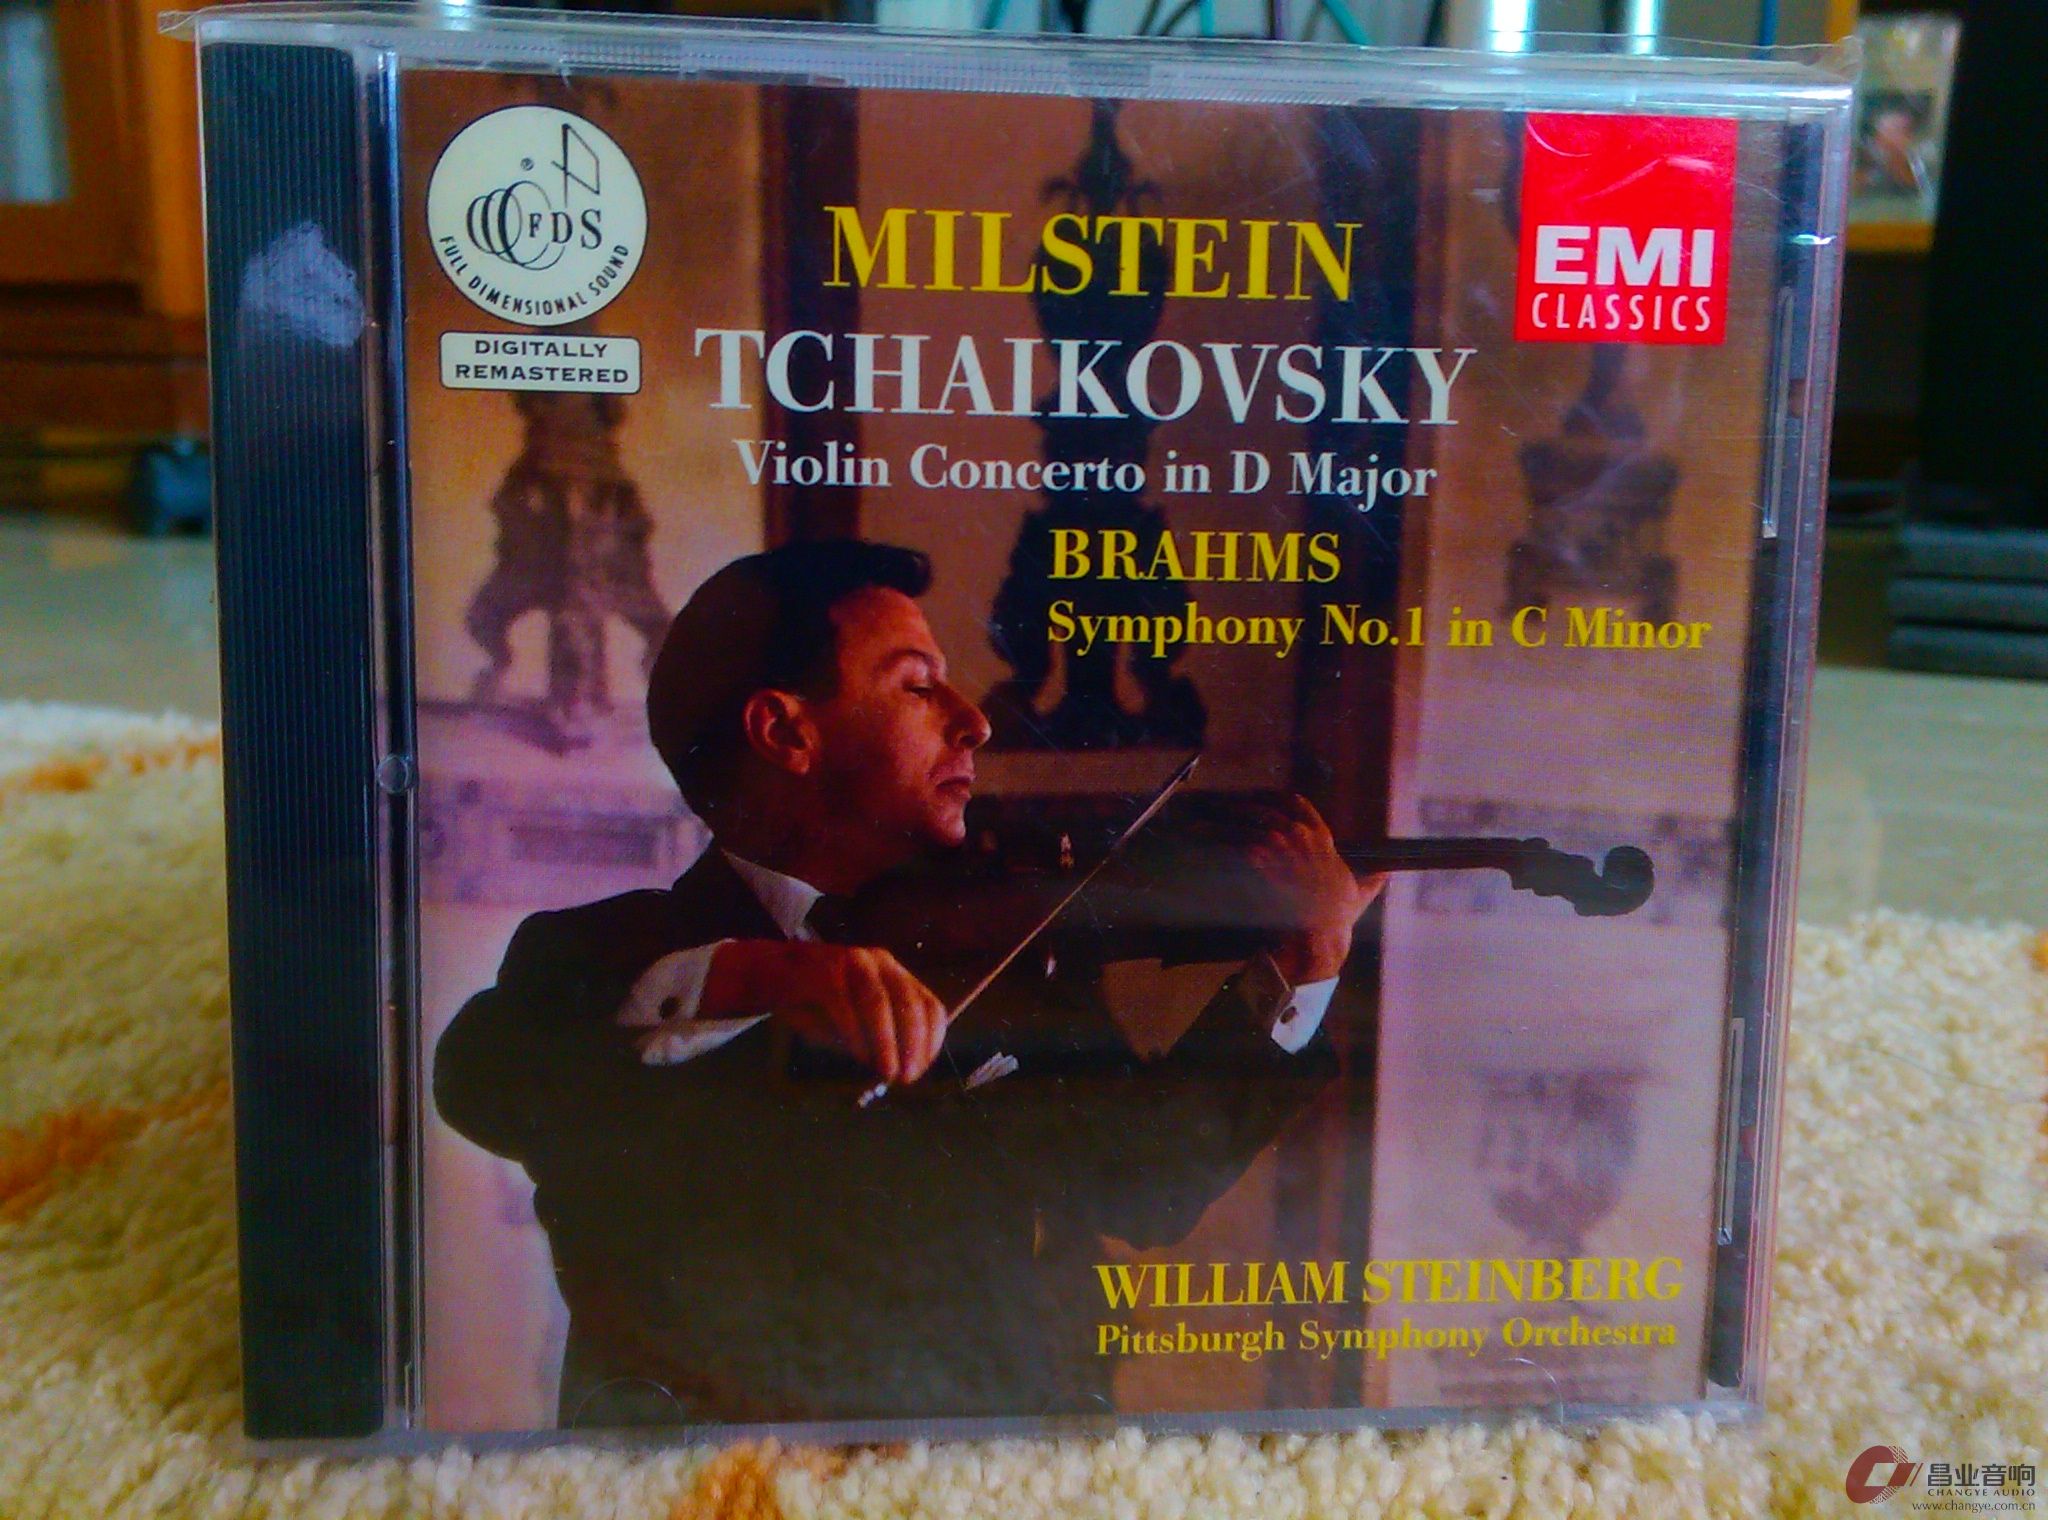 ®
FDS
FULL DIMENSIONAL SOUND
DIGITALLY
REMASTERED
EMI
CLASSICS
MILSTEIN
TCHAIKOVSKY
Violin Concerto in D Major
BRAHMS
Symphony No.1 in C Minor
WILLIAM STEINBERG
Pittsburgh Symphony Orchestra
昌业音响
CHANGYE AUDIO
www.changye.com.cn